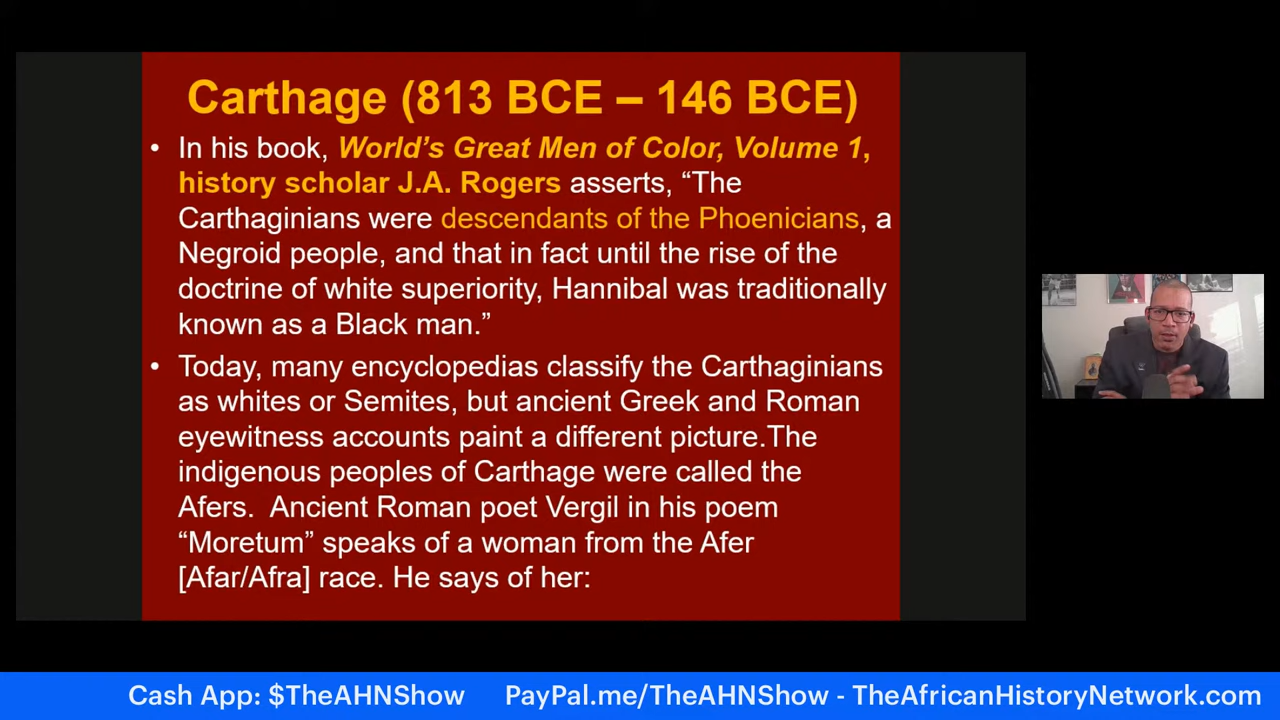 Carthage (813 BCE – 146 BCE)
• In his book, World’s Great Men of Color, Volume 1,
history scholar J.A. Rogers asserts, “The
Carthaginians were descendants of the Phoenicians, a
Negroid people, and that in fact until the rise of the
doctrine of white superiority, Hannibal was traditionally
known as a Black man.”
• Today, many encyclopedias classify the Carthaginians
as whites or Semites, but ancient Greek and Roman
eyewitness accounts paint a different picture.The
indigenous peoples of Carthage were called the
Afers.  Ancient Roman poet Vergil in his poem
“Moretum” speaks of a woman from the Afer
[Afar/Afra] race. He says of her:
Cash App: $TheAHNShow PayPal.me/TheAHNShow - TheAfricanHistoryNetwork.com